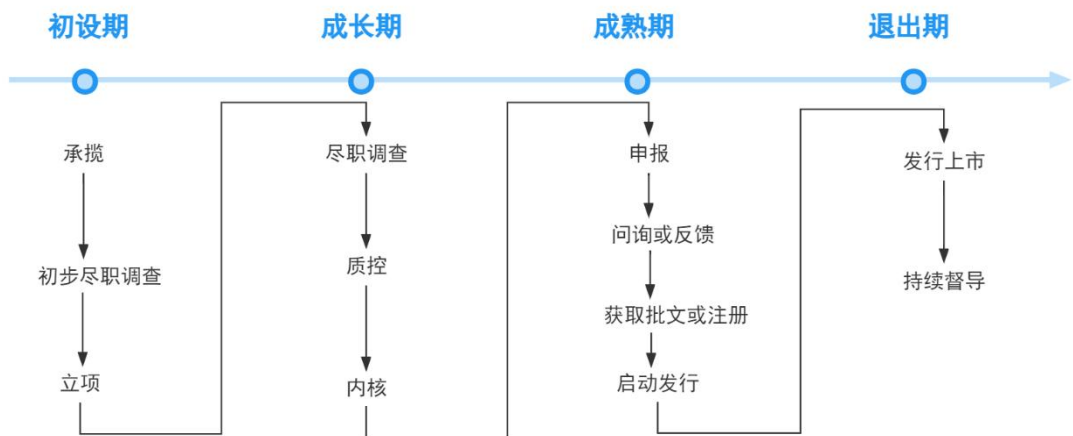 初设期
成长期
成熟期
退出期
承揽
初步尽职调查
立项
尽职调查
质控
内核
申报
问询或反馈
获取批文或注册
启动发行
发行上市
持续督导